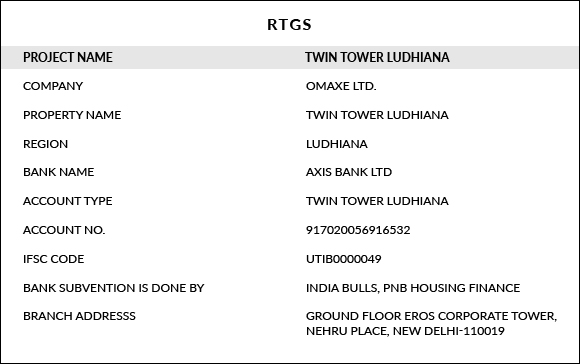 RTGS
PROJECT NAME TWIN TOWER LUDHIANA
COMPANY OMAXE LTD.
PROPERTY NAME TWIN TOWER LUDHIANA
REGION LUDHIANA
BANK NAME AXIS BANK LTD
ACCOUNT TYPE TWIN TOWER LUDHIANA
ACCOUNT NO. 917020056916532
IFSC CODE UTIB0000049
BANK SUBVENTION IS DONE BY INDIA BULLS, PNB HOUSING FINANCE
BRANCH ADDRESSS GROUND FLOOR EROS CORPORATE TOWER,
NEHRU PLACE, NEW DELHI-110019